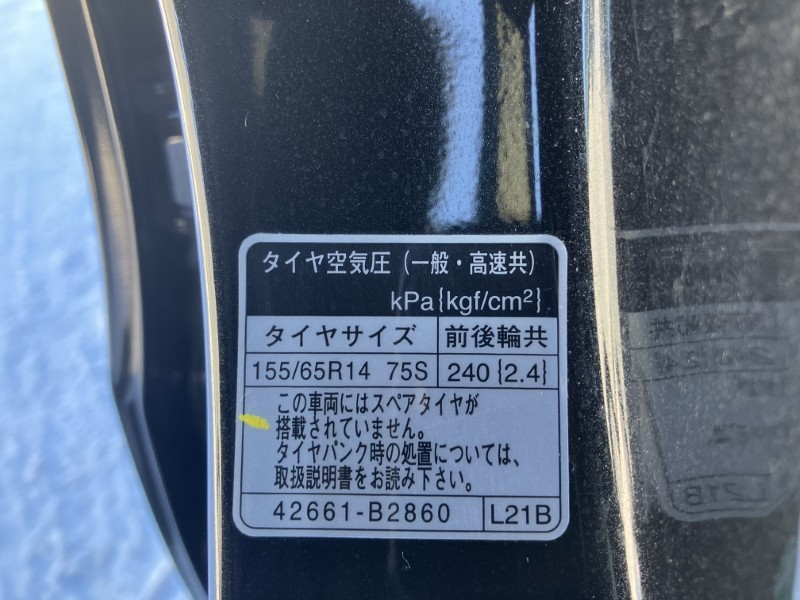 タイヤ空気圧（一般・高速共）
kPa{kgf/cm²}
タイヤサイズ 前後輪共
155/65R14 75S 240{2.4}
この車両にはスペアタイヤが
搭載されていません。
タイヤパンク時の処置については、
取扱説明書をお読み下さい。
42661-B2860 L21B
L21B